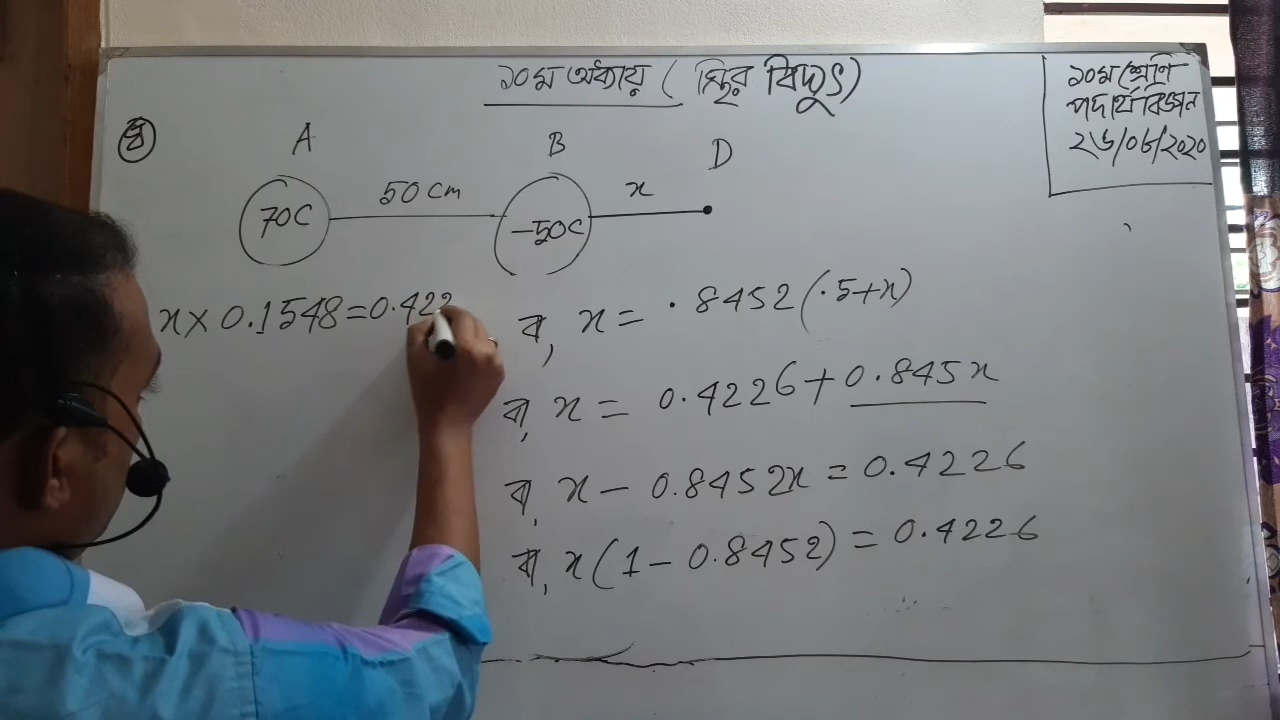 ১০ম অধ্যায় ( স্থির বিদ্যুৎ)
১০ম শ্রেণি
পদার্থবিজ্ঞান
২৬/০৬/২০২০
ঘ
A
B
D
70C
50 cm
-50C
x
x × 0.1548 = 0.422
বা, x = .8452 (.5+x)
বা, x = 0.4226 + 0.845x
বা, x - 0.8452x = 0.4226
বা, x (1 - 0.8452) = 0.4226